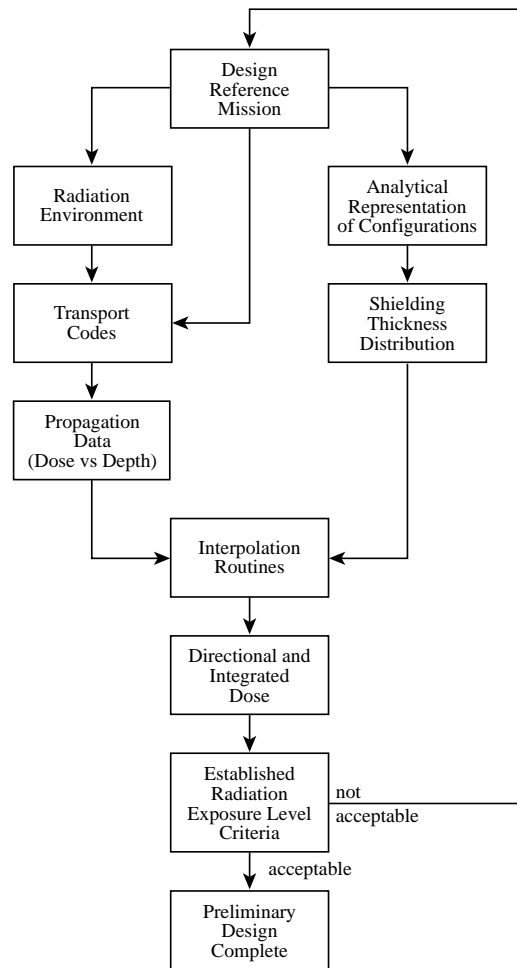 Design
Reference
Mission
Radiation
Environment
Analytical
Representation
of Configurations
Transport
Codes
Shielding
Thickness
Distribution
Propagation
Data
(Dose vs Depth)
Interpolation
Routines
Directional and
Integrated
Dose
Established
Radiation
Exposure Level
Criteria
not
acceptable
acceptable
Preliminary
Design
Complete